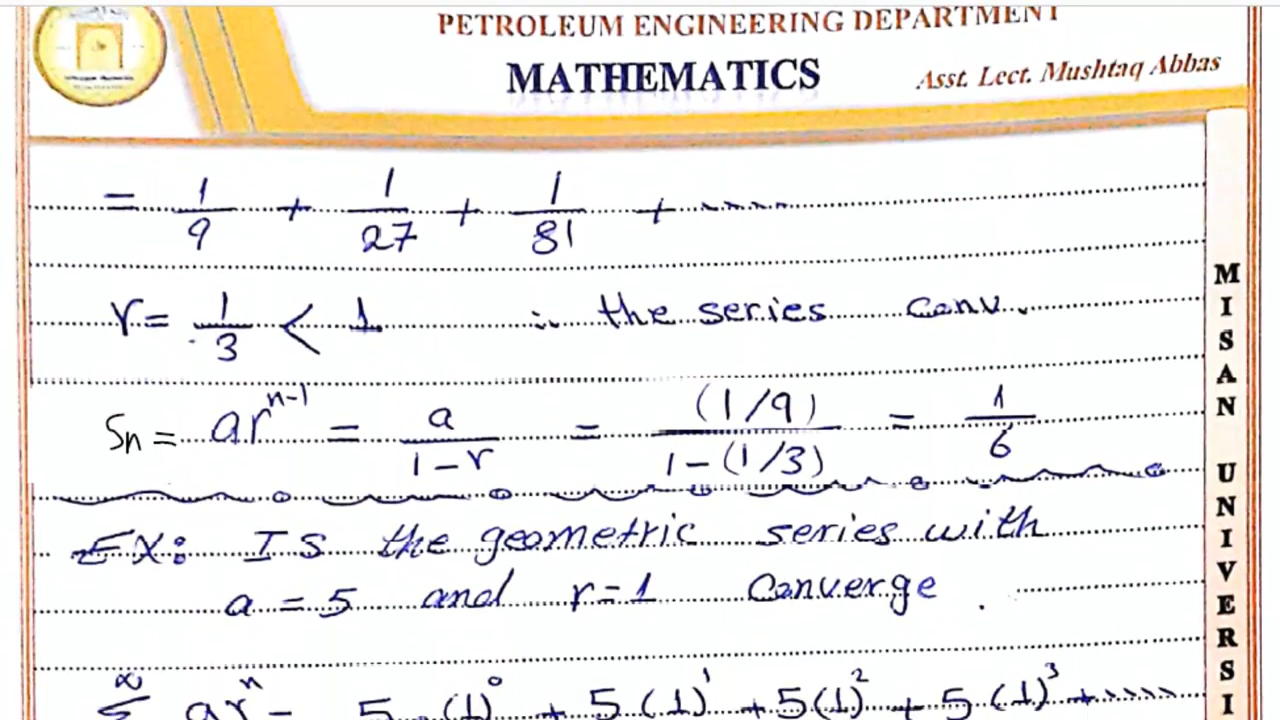 PETROLEUM ENGINEERING DEPARTMENT
MATHEMATICS
Asst. Lect. Mushtaq Abbas
= 1/9 + 1/27 + 1/81 + .....
r = 1/3 < 1 ∴ the series conv.
Sn = ar^(n-1) = a/(1-r) = (1/9)/(1-(1/3)) = 1/6
EX: Is the geometric series with
a = 5 and r=1 Converge .
∞ Σ ar^n = 5 (1)^0 + 5 (1)^1 + 5(1)^2 + 5 (1)^3 + .....
MISAN UNIVERSI